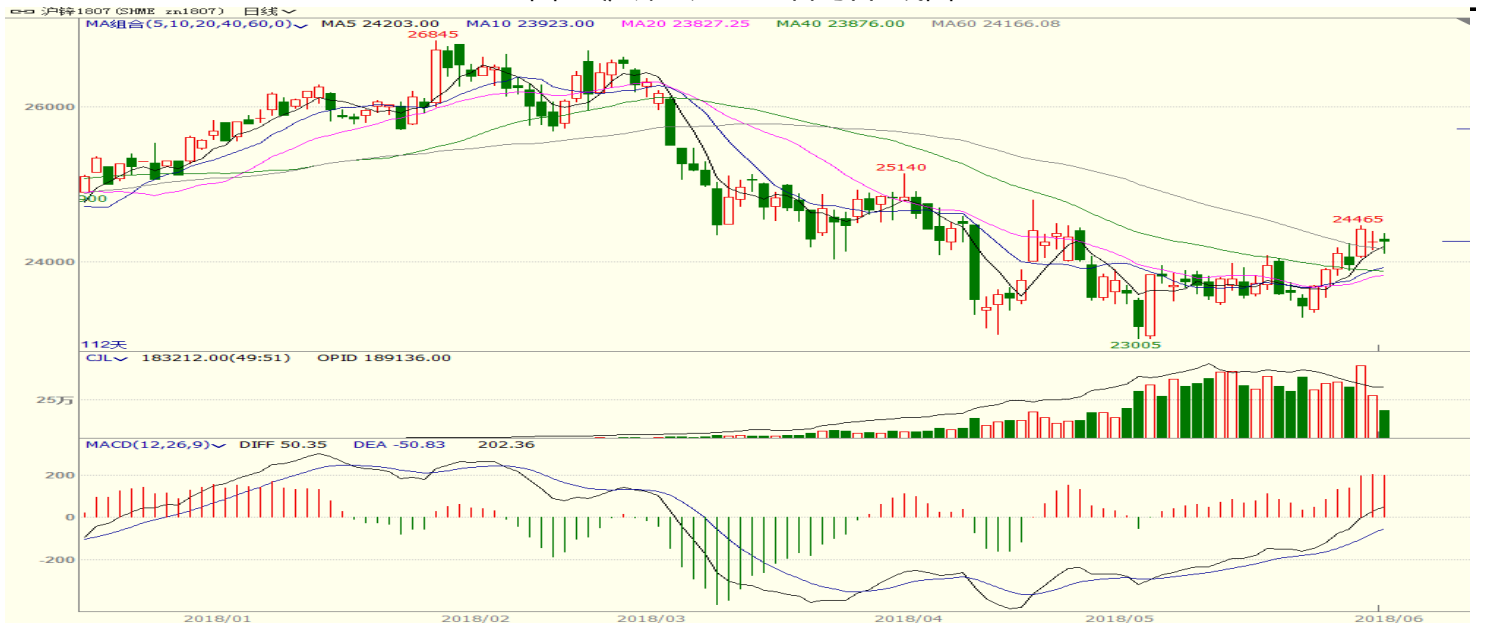 沪锌1807(SHME zn1807) 日线
MA组合(5,10,20,40,60,0) MA5 24203.00 MA10 23923.00 MA20 23827.25 MA40 23876.00 MA60 24166.08
26845
26000
25140
24465
24000
23005
112天
CJL 183212.00(49:51) OPID 189136.00
25万
MACD(12,26,9) DIFF 50.35 DEA -50.83 202.36
200
0
-200
2018/01 2018/02 2018/03 2018/04 2018/05 2018/06